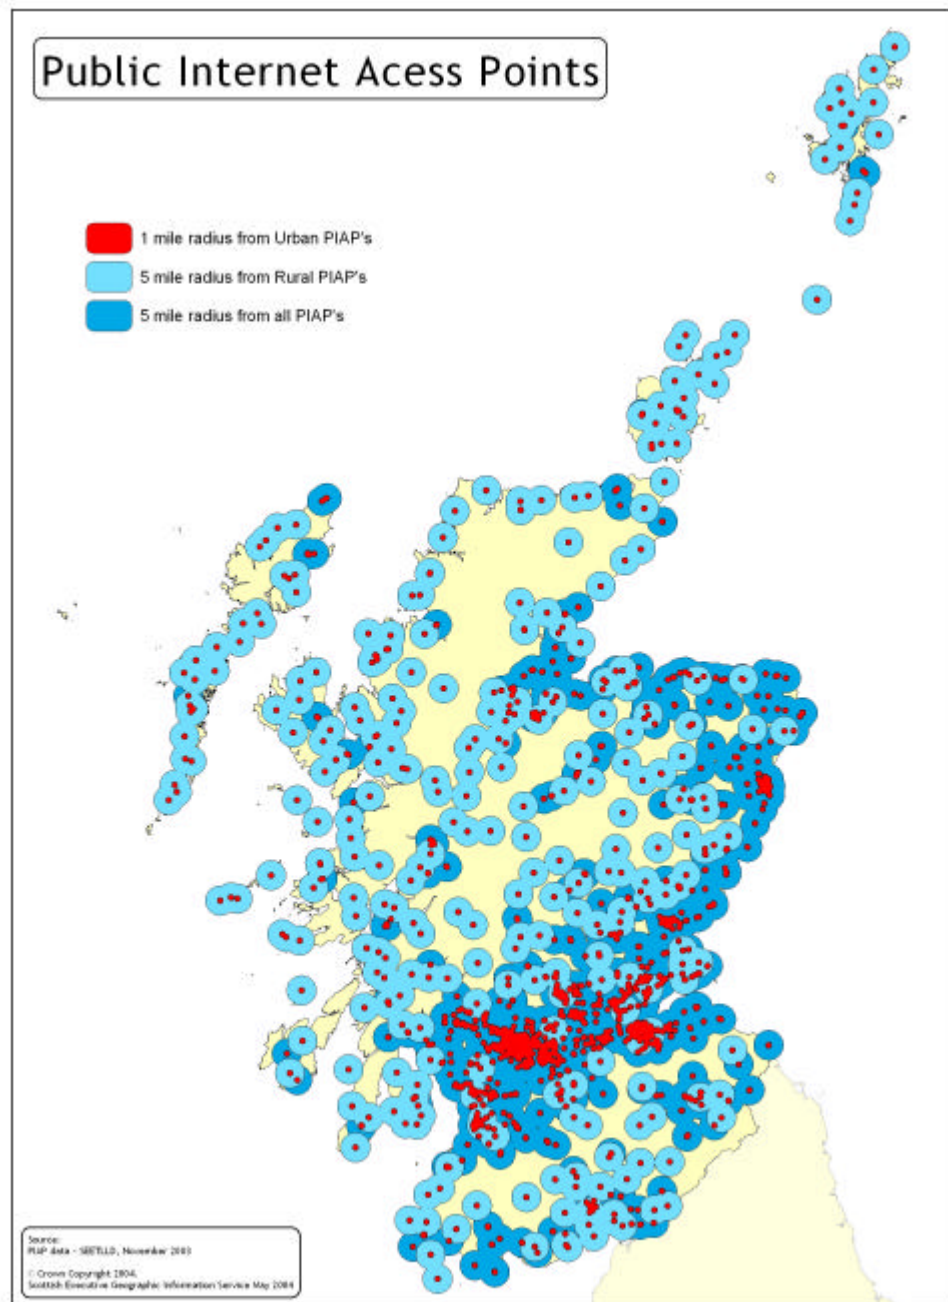 Public Internet Acess Points
1 mile radius from Urban PIAP's
5 mile radius from Rural PIAP's
5 mile radius from all PIAP's
Source:
PIAP data - SEETLLD, November 2003
© Crown Copyright 2004.
Scottish Executive Geographic Information Service May 2004